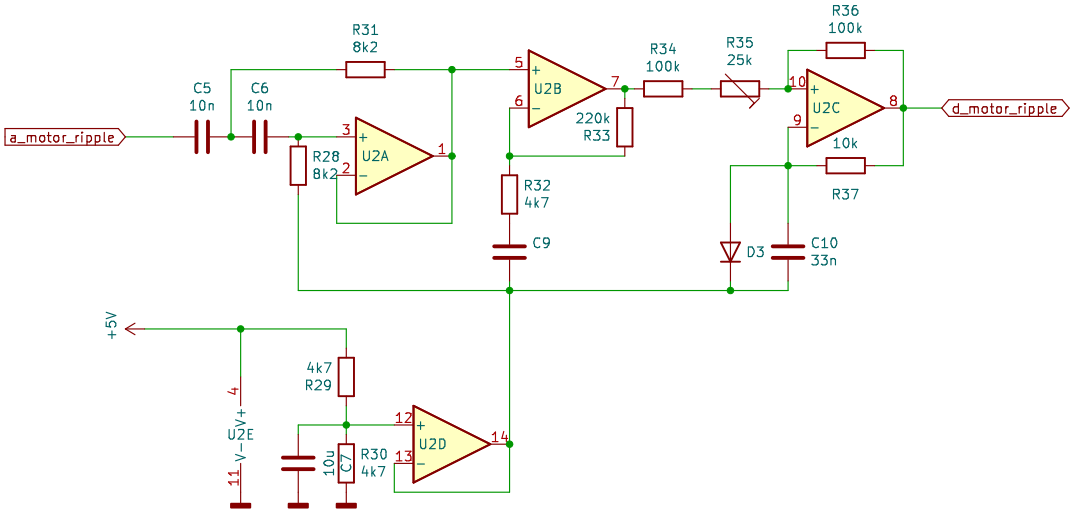 R36
100k
R31
8k2
R34
100k
R35
25k
C5
10n
C6
10n
5
+
U2B
6
−
7
220k
R33
10
+
U2C
9
−
8
d_motor_ripple
a_motor_ripple
3
+
U2A
2
−
1
R28
8k2
10k
R37
R32
4k7
C9
D3
C10
33n
+5V
4k7
R29
4
V+
U2E
V−
11
12
+
U2D
13
−
14
10u
C7
R30
4k7